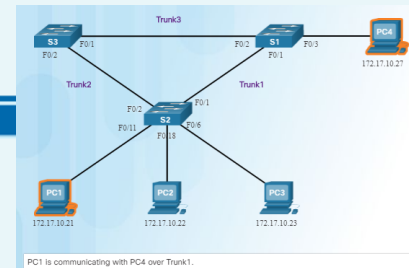 Trunk3
PC4
S3
F0/1
F0/2
S1
F0/3
F0/2
F0/1
172.17.10.27
Trunk2
Trunk1
F0/2
F0/1
S2
F0/11
F0/18
F0/6
PC1
PC2
PC3
172.17.10.21
172.17.10.22
172.17.10.23
PC1 is communicating with PC4 over Trunk1.